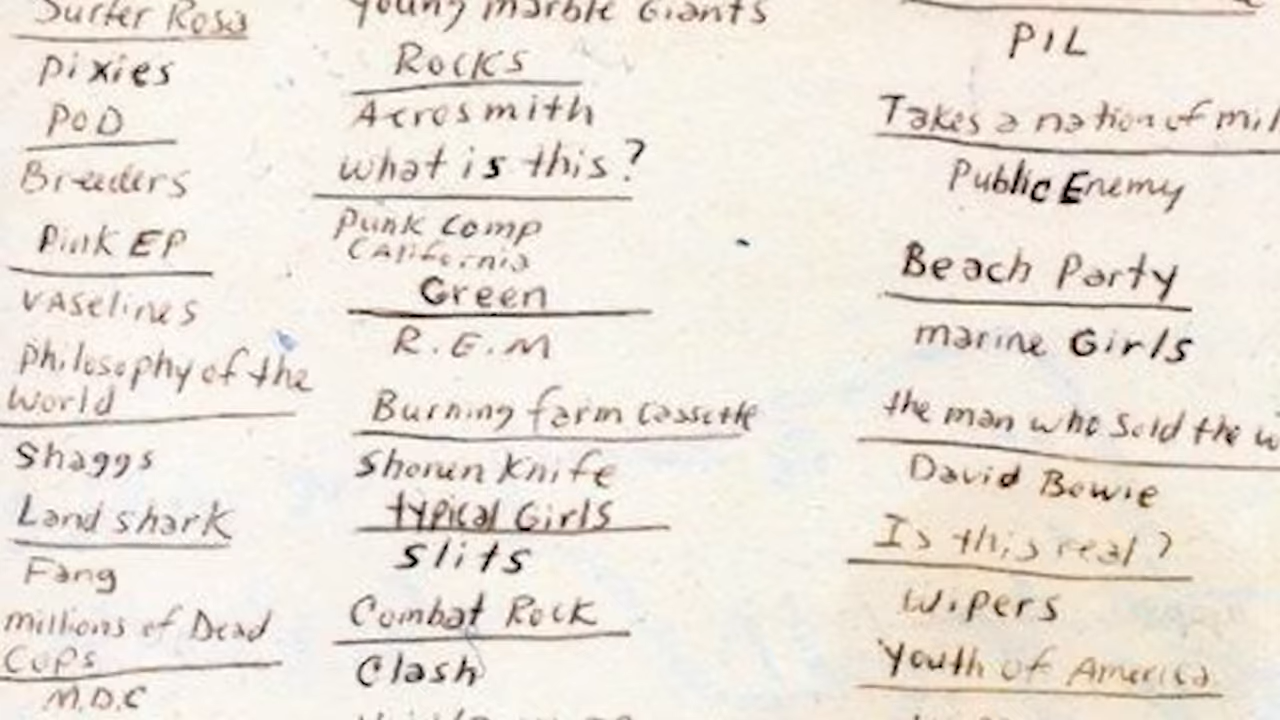 Surfer Rosa
Pixies
POD
Breeders
Pink EP
VASelines
Philosophy of the
World
Shaggs
Land shark
Fang
millions of Dead
Cops
M.D.C
Young marble Giants
Rocks
Aerosmith
what is this?
Punk Comp
California
Green
R.E.M
Burning farm cassette
Shonen Knife
typical Girls
Slits
Combat Rock
Clash
PIL
Takes a nation of mil
Public Enemy
Beach Party
marine Girls
the man who Sold the w
David Bowie
Is this real?
Wipers
Youth of America